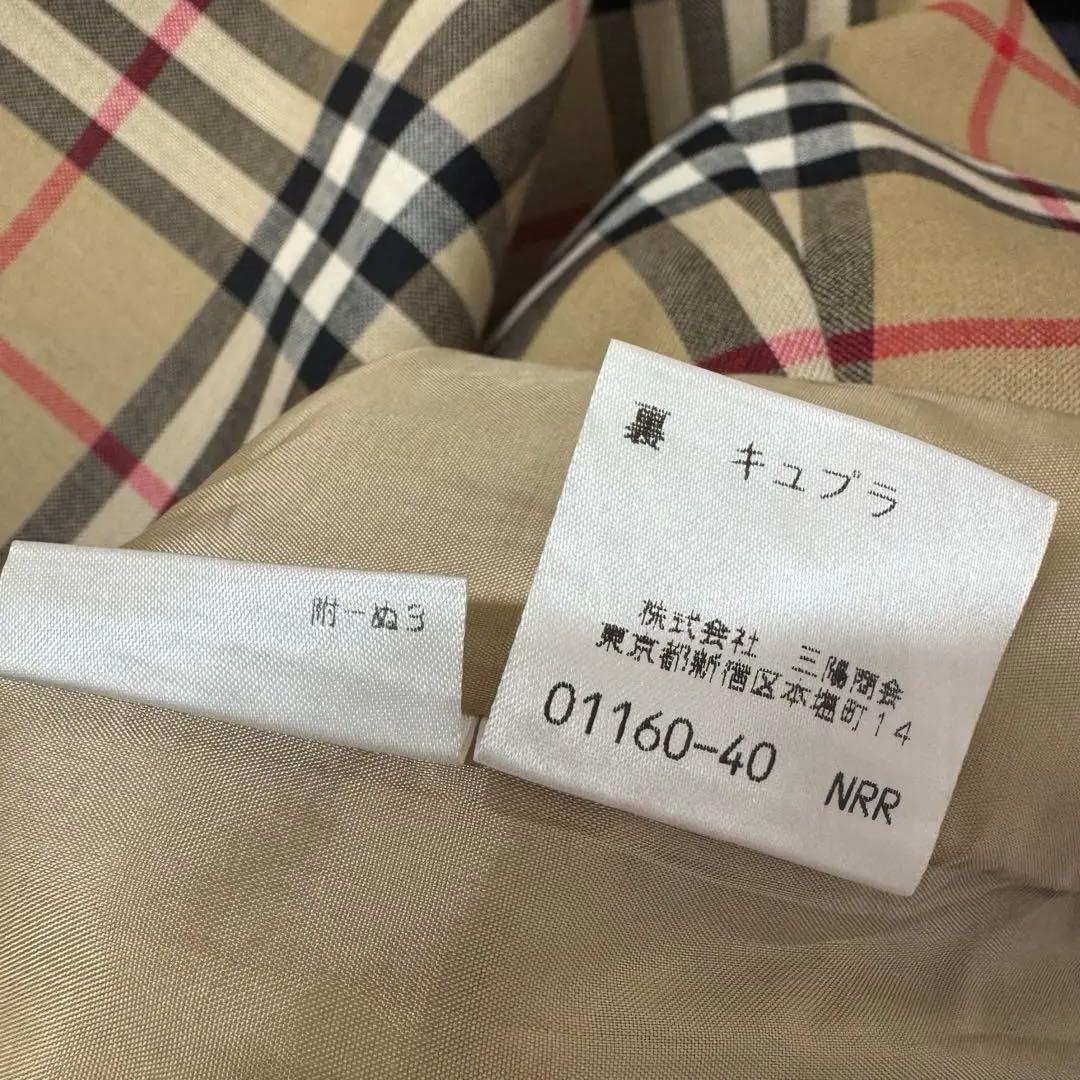 裏 キュプラ
株式会社 三陽商会
東京都新宿区本塩町14
01160-40 NRR
附ーぬ3